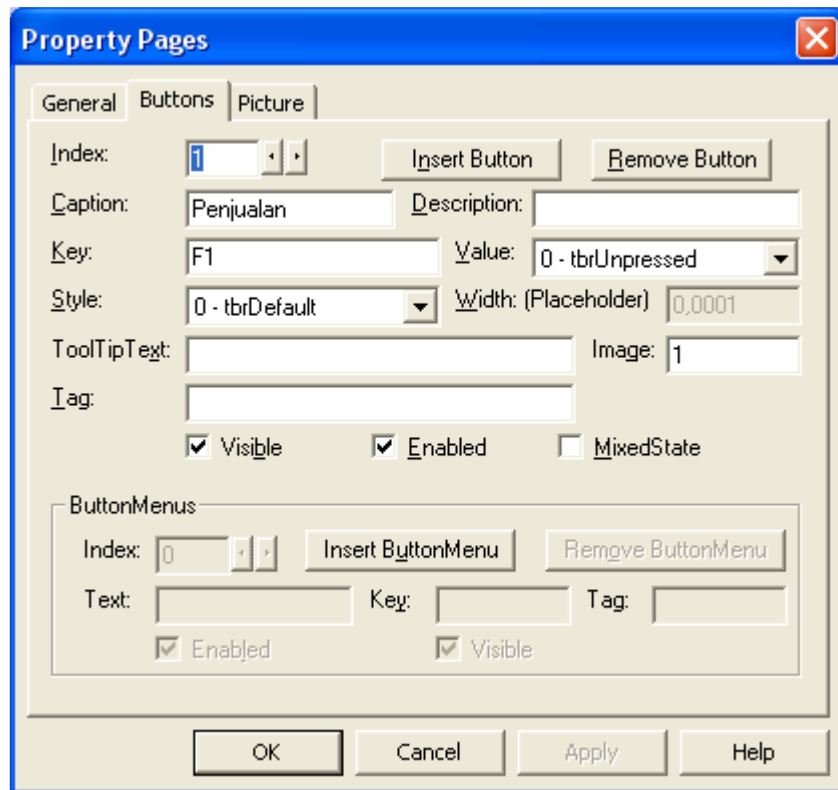 Property Pages
General Buttons Picture
Index: 1 Insert Button Remove Button
Caption: Penjualan Description:
Key: F1 Value: 0 - tbrUnpressed
Style: 0 - tbrDefault Width: (Placeholder) 0,0001
ToolTipText: Image: 1
Tag:
Visible Enabled MixedState
ButtonMenus
Index: 0 Insert ButtonMenu Remove ButtonMenu
Text: Key: Tag:
Enabled Visible
OK Cancel Apply Help